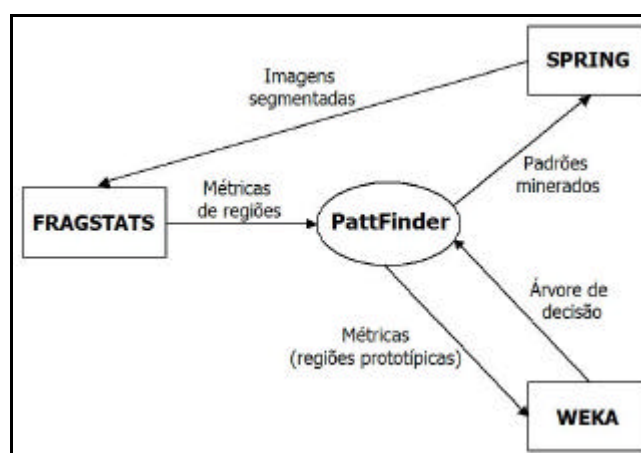 SPRING
Imagens
segmentadas
Padrões
minerados
Métricas
de regiões
FRAGSTATS
PattFinder
Árvore de
decisão
Métricas
(regiões prototípicas)
WEKA